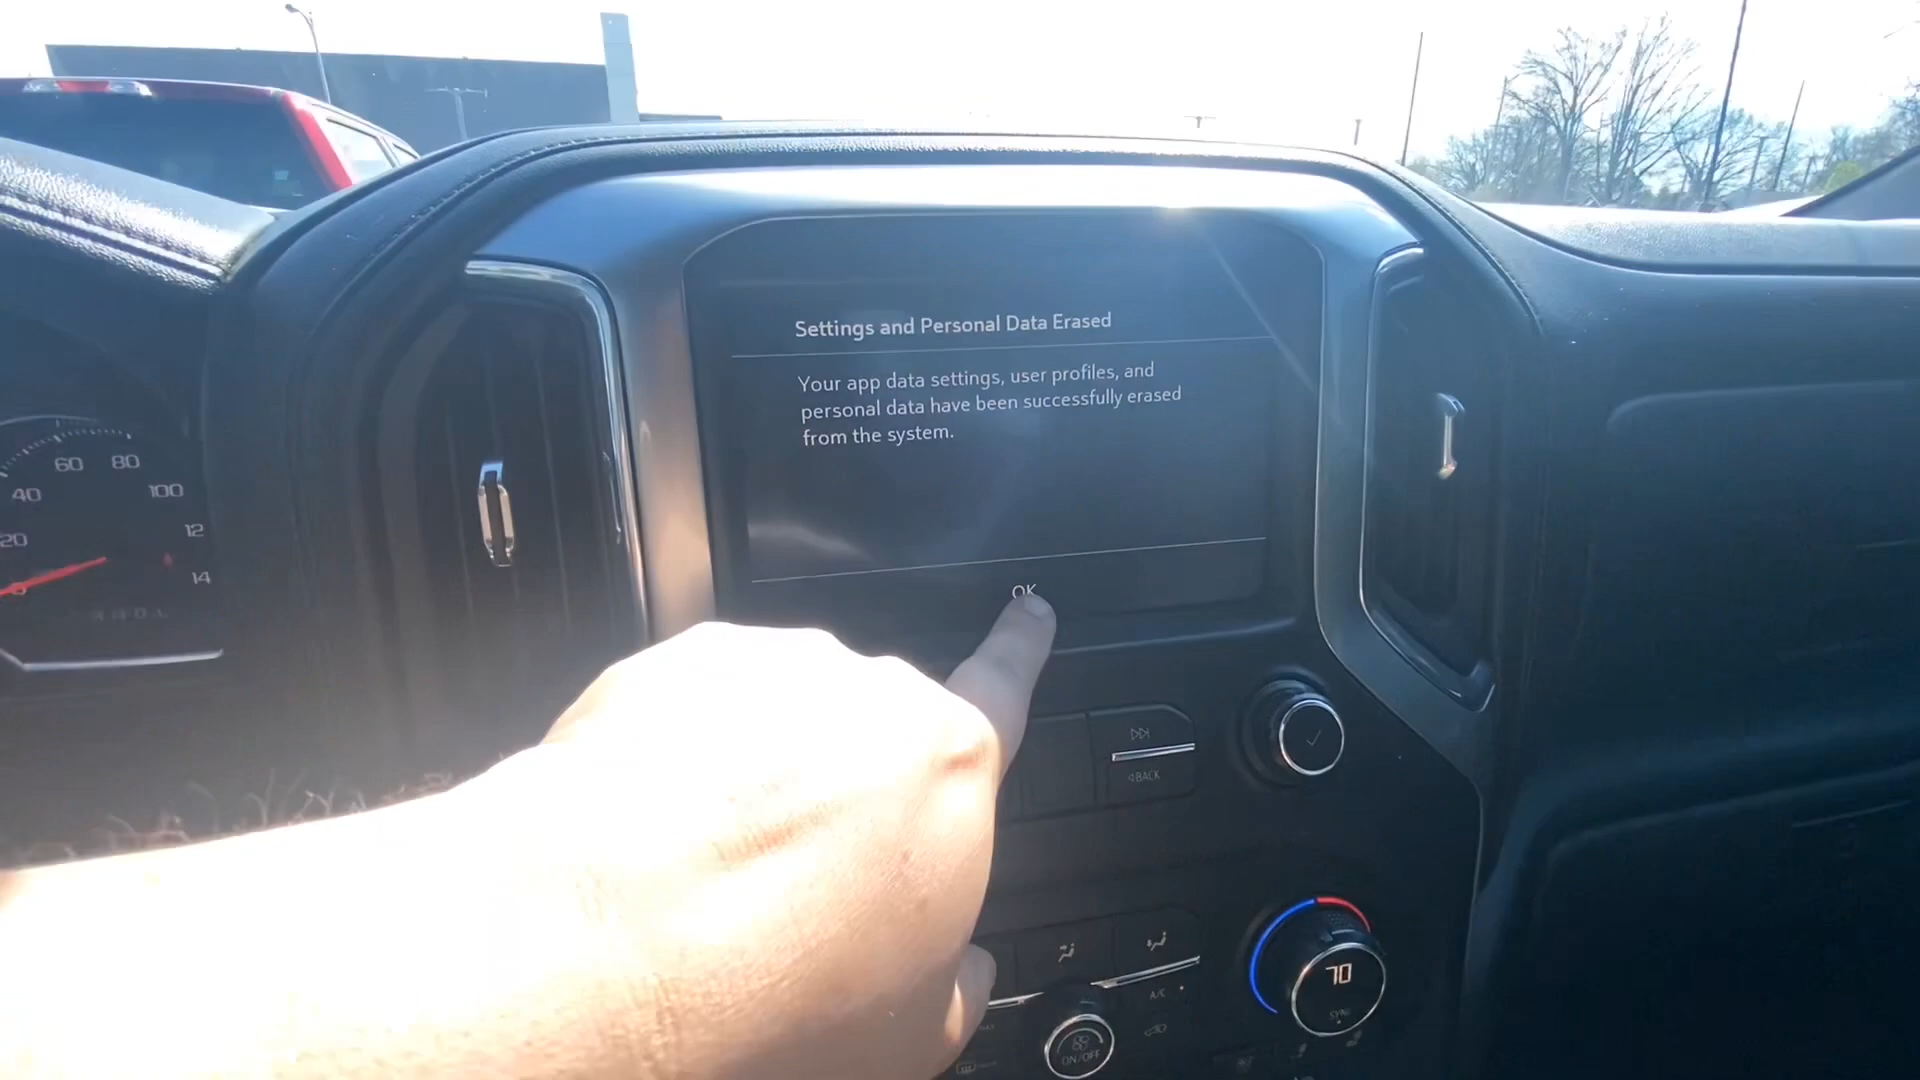 Settings and Personal Data Erased
Your app data settings, user profiles, and
personal data have been successfully erased
from the system.
OK
60 80
40 100
20 12
14
BACK
70
SYNC
A/C
ON/OFF